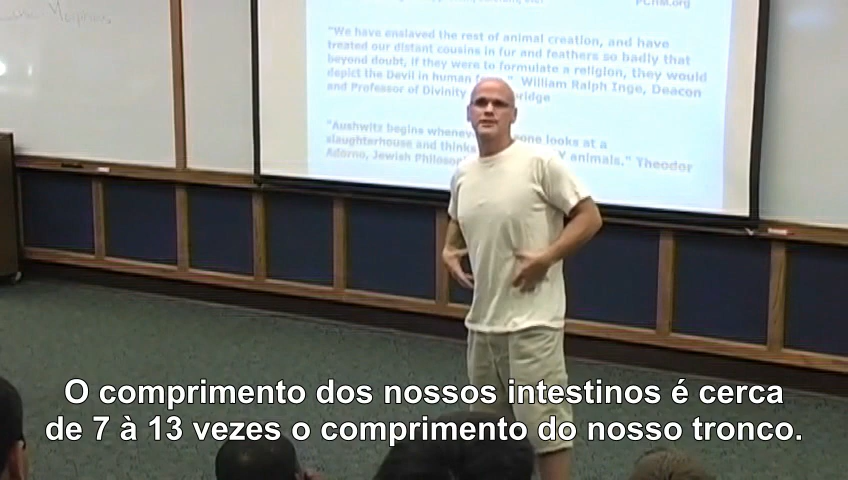 PCRM.org
"We have enslaved the rest of animal creation, and have
treated our distant cousins in fur and feathers so badly that
beyond doubt, if they were to formulate a religion, they would
depict the Devil in human William Ralph Inge, Deacon
and Professor of Divinity
"Aushwitz begins one looks at a
slaughterhouse and thinks animals." Theodor
Adorno, Jewish
O comprimento dos nossos intestinos é cerca
de 7 à 13 vezes o comprimento do nosso tronco.